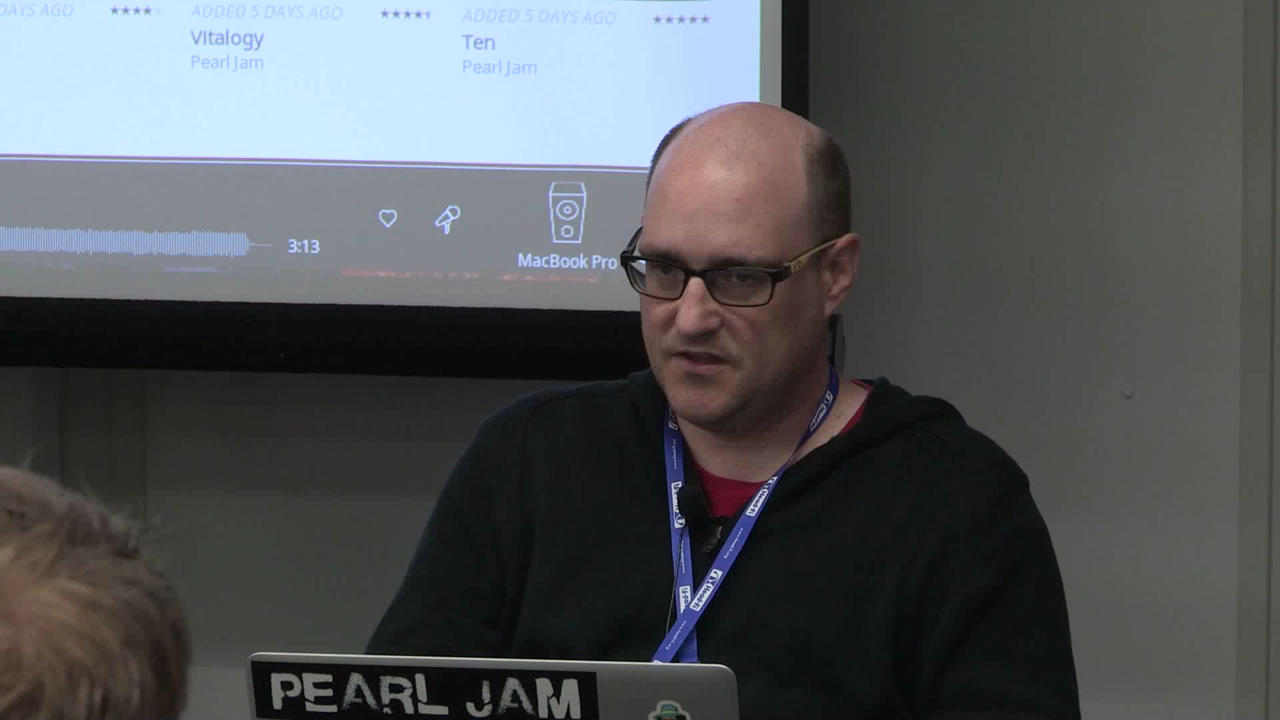 DAYS AGO
ADDED 5 DAYS AGO
Vitalogy
Pearl Jam
ADDED 5 DAYS AGO
Ten
Pearl Jam
3:13
MacBook Pro
PEARL JAM